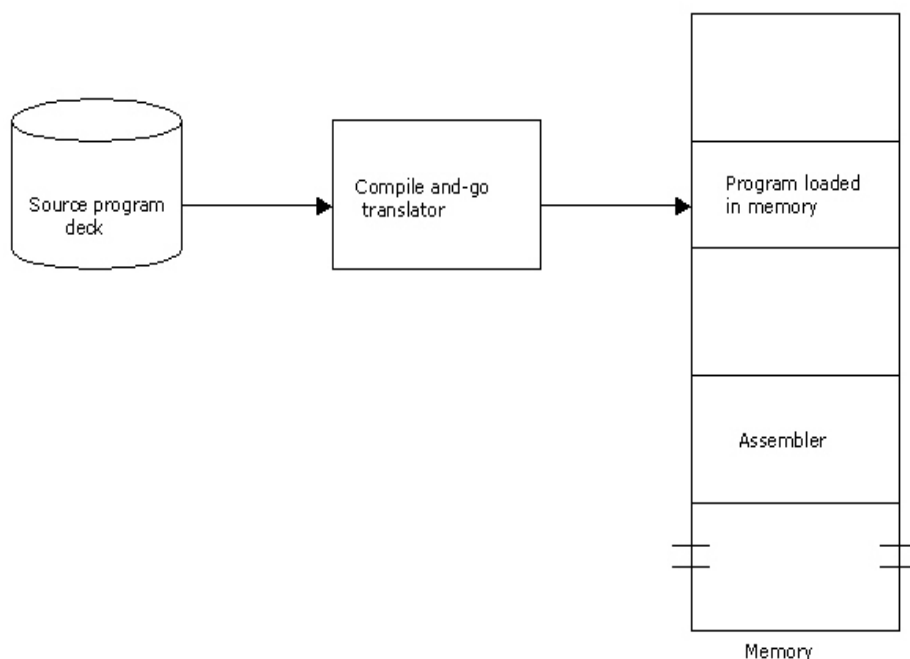 Source program
deck
Compile and-go
translator
Program loaded
in memory
Assembler
Memory